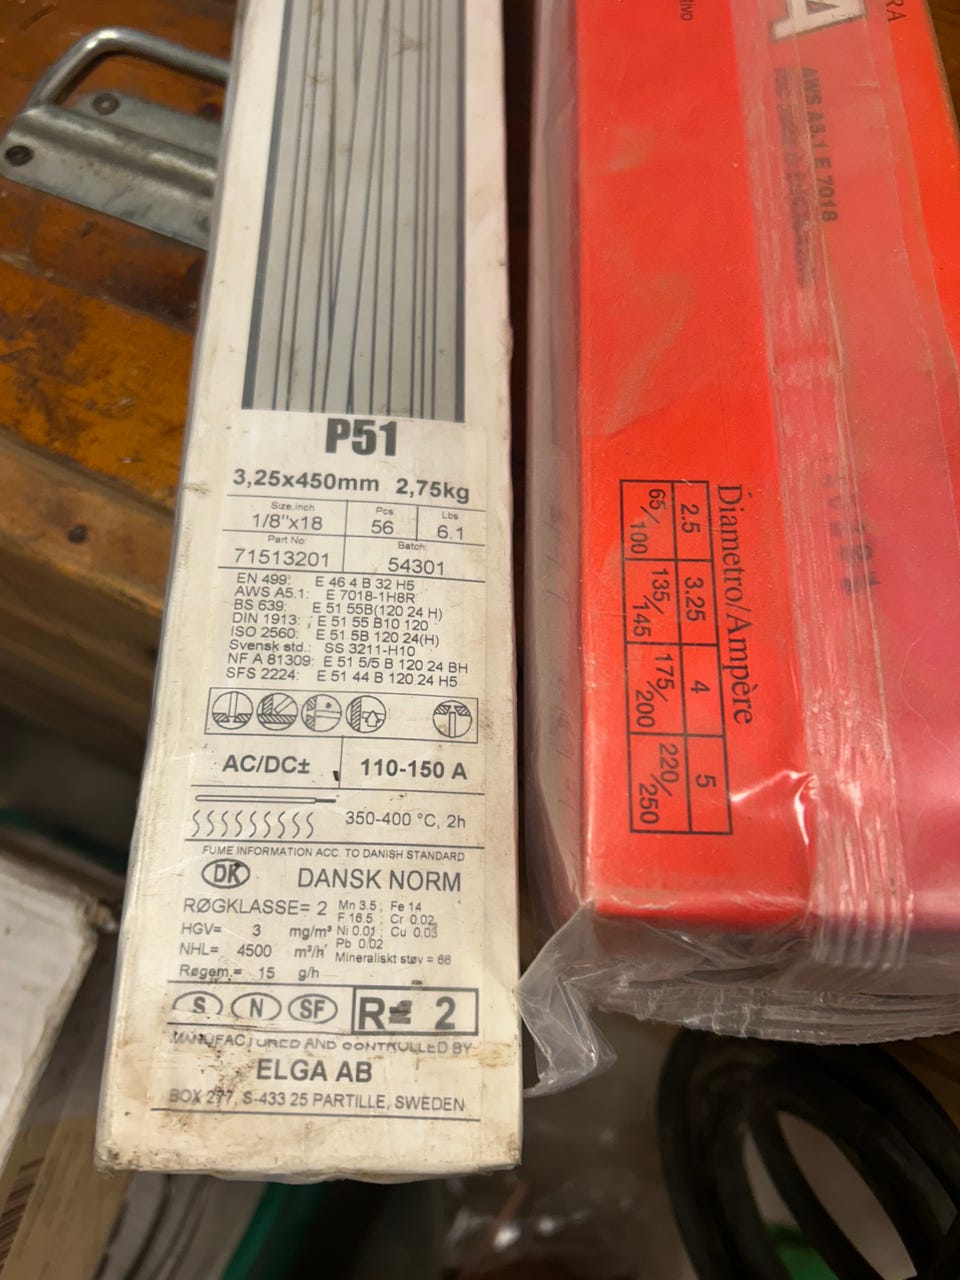 P51
3,25x450mm 2,75kg
Size, inch Pcs. Lbs
1/8"x18 56 6.1
Part No: Batch:
71513201 54301
EN 499: E 46 4 B 32 H5
AWS A5.1: E 7018-1H8R
BS 639: E 51 55B(120 24 H)
DIN 1913: E 51 55 B10 120
ISO 2560: E 51 5B 120 24(H)
Svensk std.: SS 3211-H10
NF A 81309: E 51 5/5 B 120 24 BH
SFS 2224: E 51 44 B 120 24 H5
AC/DC± 110-150 A
350-400 °C, 2h
FUME INFORMATION ACC. TO DANISH STANDARD
DK DANSK NORM
RØGKLASSE= 2 Mn 3.5 Fe 14
F 16.5 Cr 0.02
HGV= 3 mg/m³ Ni 0.01 Cu 0.03
Pb 0.02
NHL= 4500 m³/h Mineraliskt støv = 66
Røgem.= 15 g/h
S N SF R 2
MANUFACTURED AND CONTROLLED BY
ELGA AB
BOX 277, S-433 25 PARTILLE, SWEDEN
RA
A
AWS A5.1 E 7018
Diametro/Ampère
2.5 3.25 4 5
65/100 135/145 175/200 220/250